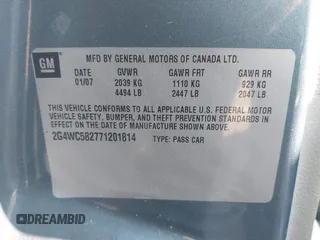 GM
MFD BY GENERAL MOTORS OF CANADA LTD.
DATE GVWR GAWR FRT GAWR RR
01/07 2039 KG 1110 KG 929 KG
4494 LB 2447 LB 2047 LB
THIS VEHICLE CONFORMS TO ALL APPLICABLE U.S. FEDERAL MOTOR
VEHICLE SAFETY, BUMPER, AND THEFT PREVENTION STANDARDS IN
EFFECT ON THE DATE OF MANUFACTURE SHOWN ABOVE.
2G4WC582771201814 TYPE: PASS CAR
© DREAMBID
autobidcar